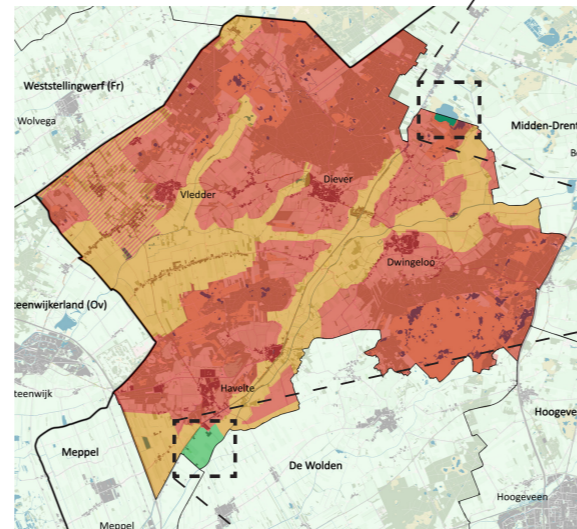 Weststellingwerf (Fr)
Wolvega
Midden-Drent
Be
Diever
Vledder
Dwingeloo
teenwijkerland (Ov)
teenwijk
Havelte
Hoogeve
Meppel
De Wolden
Hoogeveen
Meppel